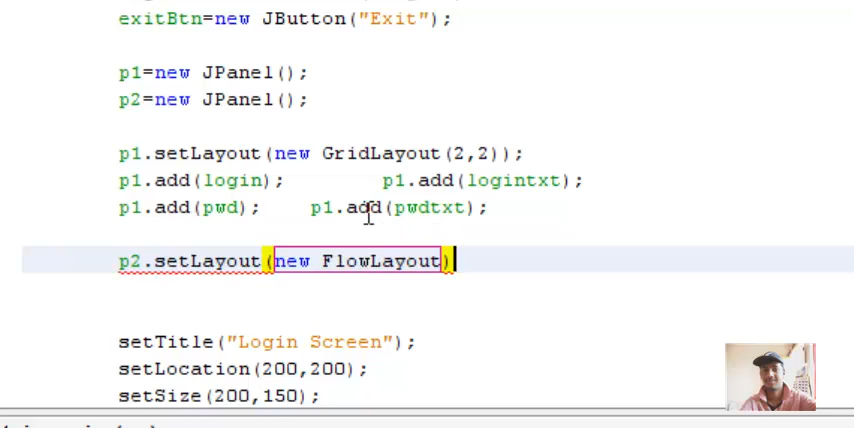 exitBtn=new JButton("Exit");
p1=new JPanel();
p2=new JPanel();
p1.setLayout(new GridLayout(2,2));
p1.add(login); p1.add(logintxt);
p1.add(pwd); p1.add(pwdtxt);
p2.setLayout(new FlowLayout)
setTitle("Login Screen");
setLocation(200,200);
setSize(200,150);